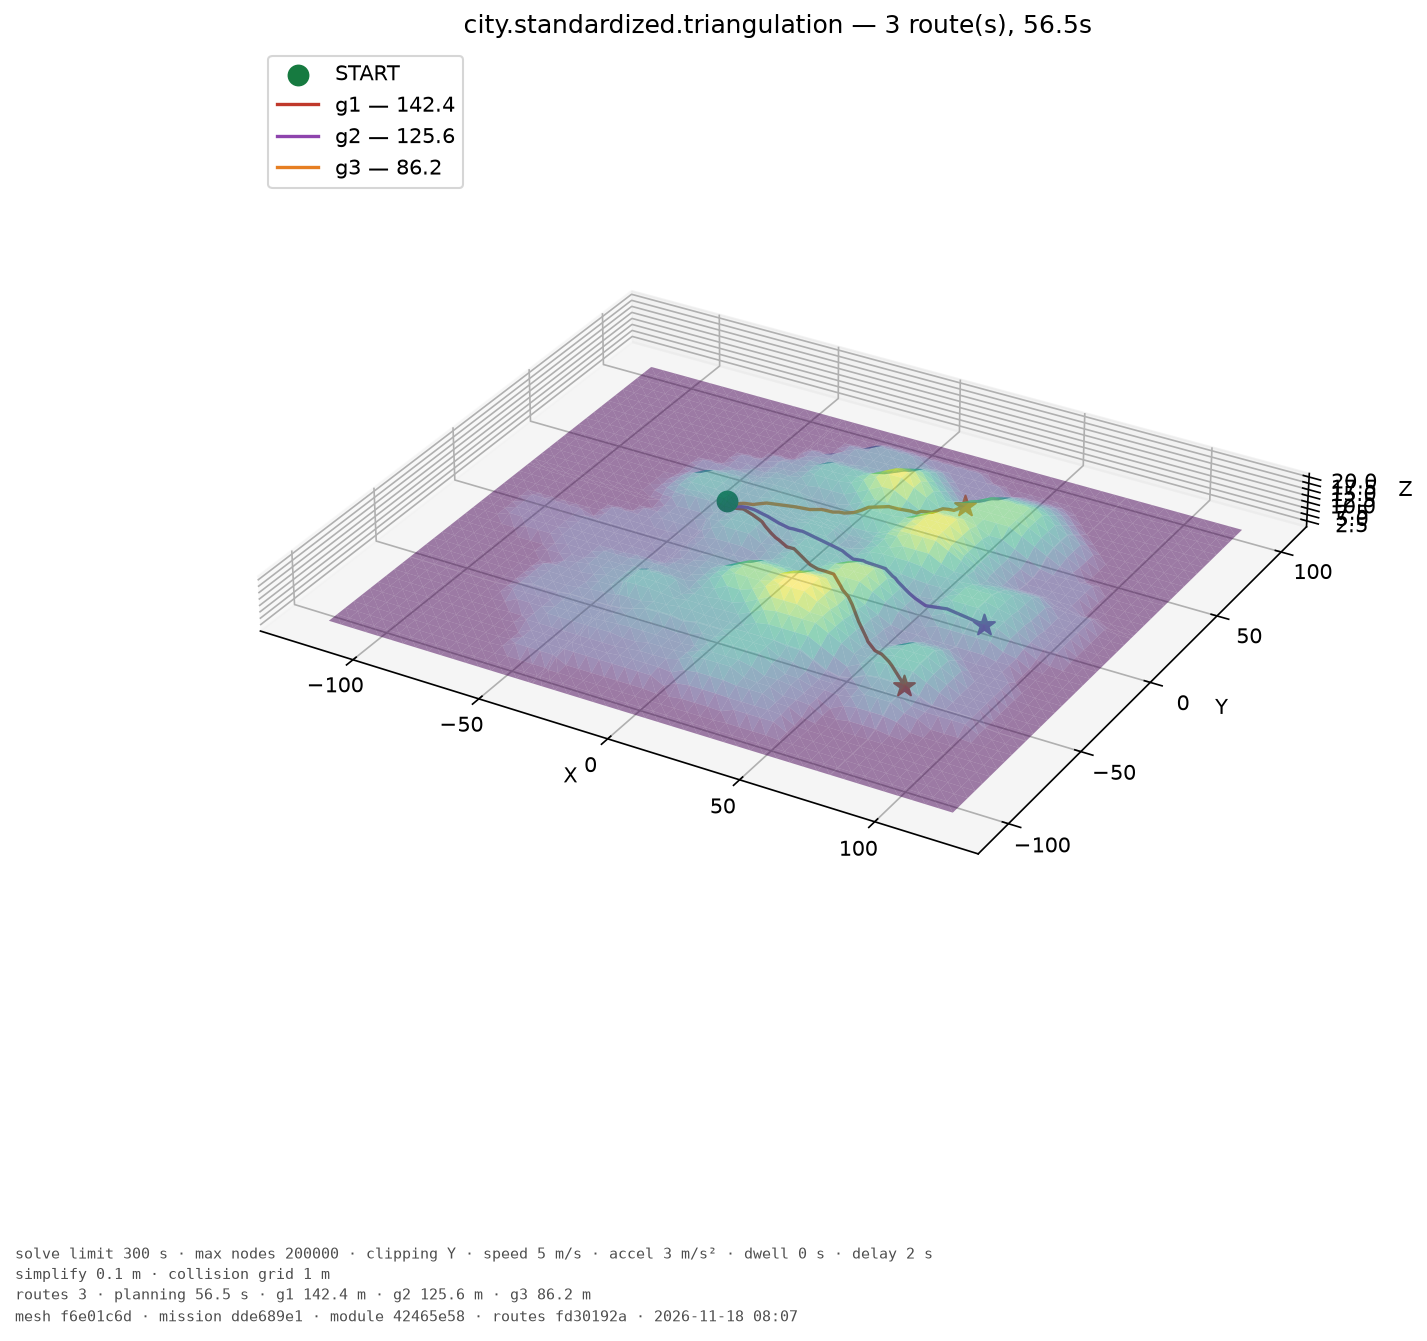 city.standardized.triangulation — 3 route(s), 56.5s
START
g1 — 142.4
g2 — 125.6
g3 — 86.2
20.0
5.0
2.5
Z
100
50
0
Y
−50
−100
−100
−50
X
0
50
100
solve limit 300 s · max nodes 200000 · clipping Y · speed 5 m/s · accel 3 m/s² · dwell 0 s · delay 2 s
simplify 0.1 m · collision grid 1 m
routes 3 · planning 56.5 s · g1 142.4 m · g2 125.6 m · g3 86.2 m
mesh f6e01c6d · mission dde689e1 · module 42465e58 · routes fd30192a · 2026-11-18 08:07